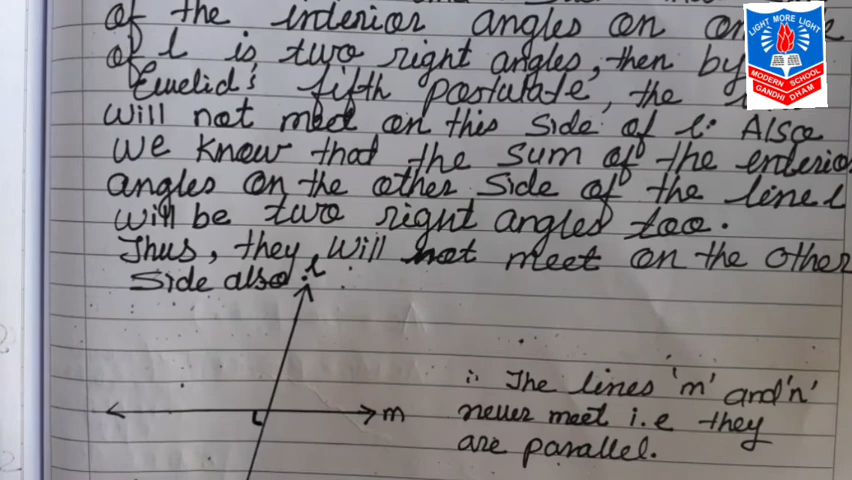 of the interior angles on on
of l is two right angles, then by
Euclid's fifth postulate, the
will not meet on this side of l. Also
we know that the sum of the interior
angles on the other side of the line l
will be two right angles too.
Thus, they will not meet on the other
side also.
l
m
∴ The lines 'm' and 'n'
never meet i.e they
are parallel.
LIGHT MORE LIGHT
MODERN SCHOOL
GANDHI DHAM